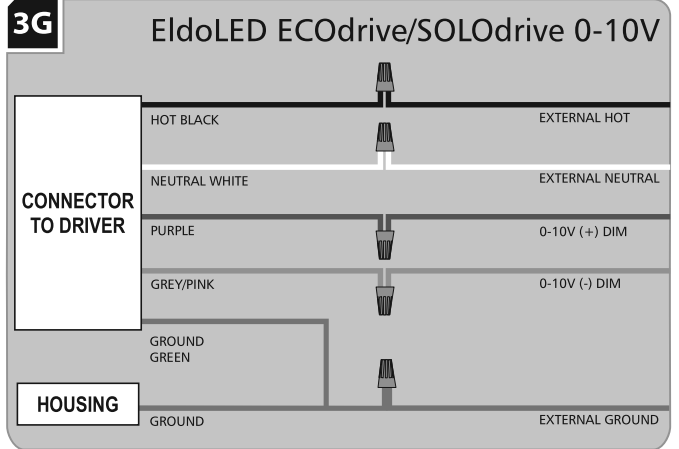 3G
EldoLED ECOdrive/SOLOdrive 0-10V
HOT BLACK
EXTERNAL HOT
NEUTRAL WHITE
EXTERNAL NEUTRAL
CONNECTOR
TO DRIVER
PURPLE
0-10V (+) DIM
GREY/PINK
0-10V (-) DIM
GROUND
GREEN
HOUSING
GROUND
EXTERNAL GROUND